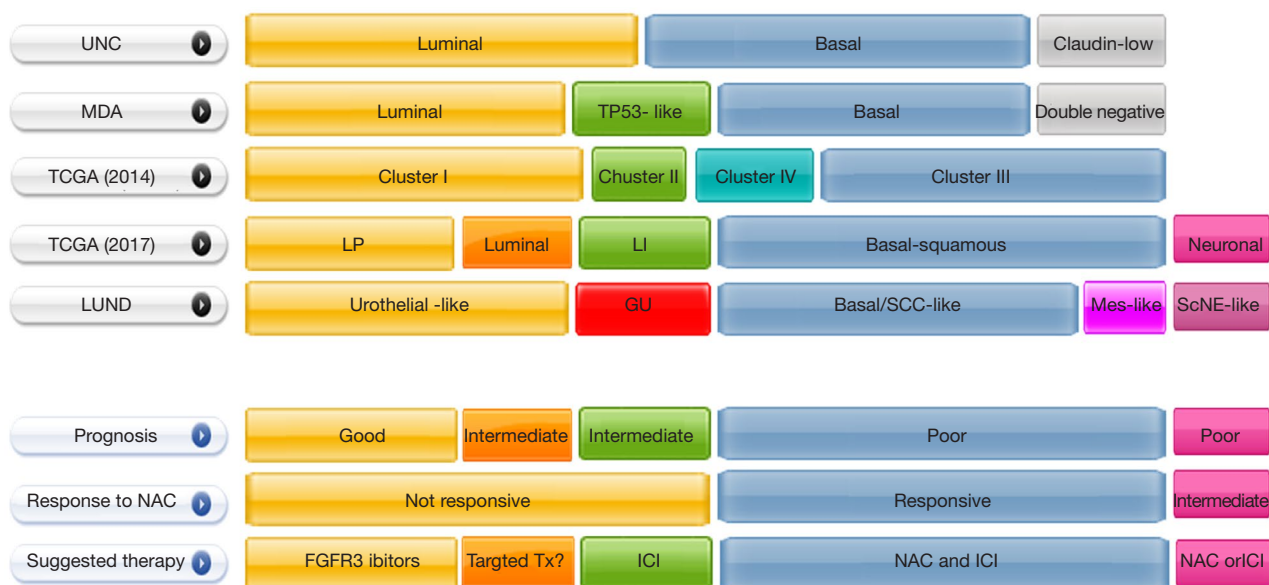 UNC Luminal Basal Claudin-low
MDA Luminal TP53- like Basal Double negative
TCGA (2014) Cluster I Chuster II Cluster IV Cluster III
TCGA (2017) LP Luminal LI Basal-squamous Neuronal
LUND Urothelial -like GU Basal/SCC-like Mes-like ScNE-like
Prognosis Good Intermediate Intermediate Poor Poor
Response to NAC Not responsive Responsive Intermediate
Suggested therapy FGFR3 ibitors Targted Tx? ICI NAC and ICI NAC orICI